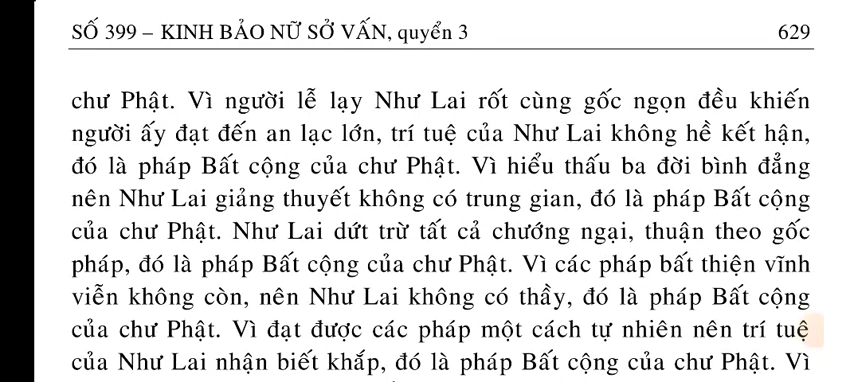 SỐ 399 – KINH BẢO NỮ SỞ VẤN, quyển 3 629
chư Phật. Vì người lễ lạy Như Lai rốt cùng gốc ngọn đều khiến
người ấy đạt đến an lạc lớn, trí tuệ của Như Lai không hề kết hận,
đó là pháp Bất cộng của chư Phật. Vì hiểu thấu ba đời bình đẳng
nên Như Lai giảng thuyết không có trung gian, đó là pháp Bất cộng
của chư Phật. Như Lai dứt trừ tất cả chướng ngại, thuận theo gốc
pháp, đó là pháp Bất cộng của chư Phật. Vì các pháp bất thiện vĩnh
viễn không còn, nên Như Lai không có thầy, đó là pháp Bất cộng
của chư Phật. Vì đạt được các pháp một cách tự nhiên nên trí tuệ
của Như Lai nhận biết khắp, đó là pháp Bất cộng của chư Phật. Vì